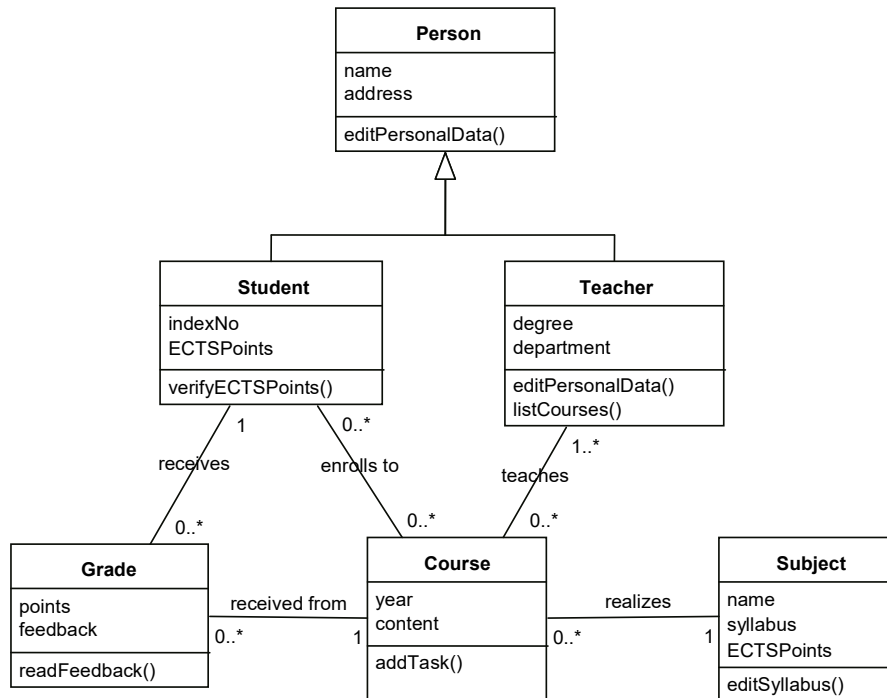 Person
name
address
editPersonalData()
Student
indexNo
ECTSPoints
verifyECTSPoints()
Teacher
degree
department
editPersonalData()
listCourses()
1
0..*
1..*
receives
enrolls to
teaches
0..*
0..*
0..*
Grade
points
feedback
readFeedback()
received from
0..*
1
Course
year
content
addTask()
realizes
0..*
1
Subject
name
syllabus
ECTSPoints
editSyllabus()